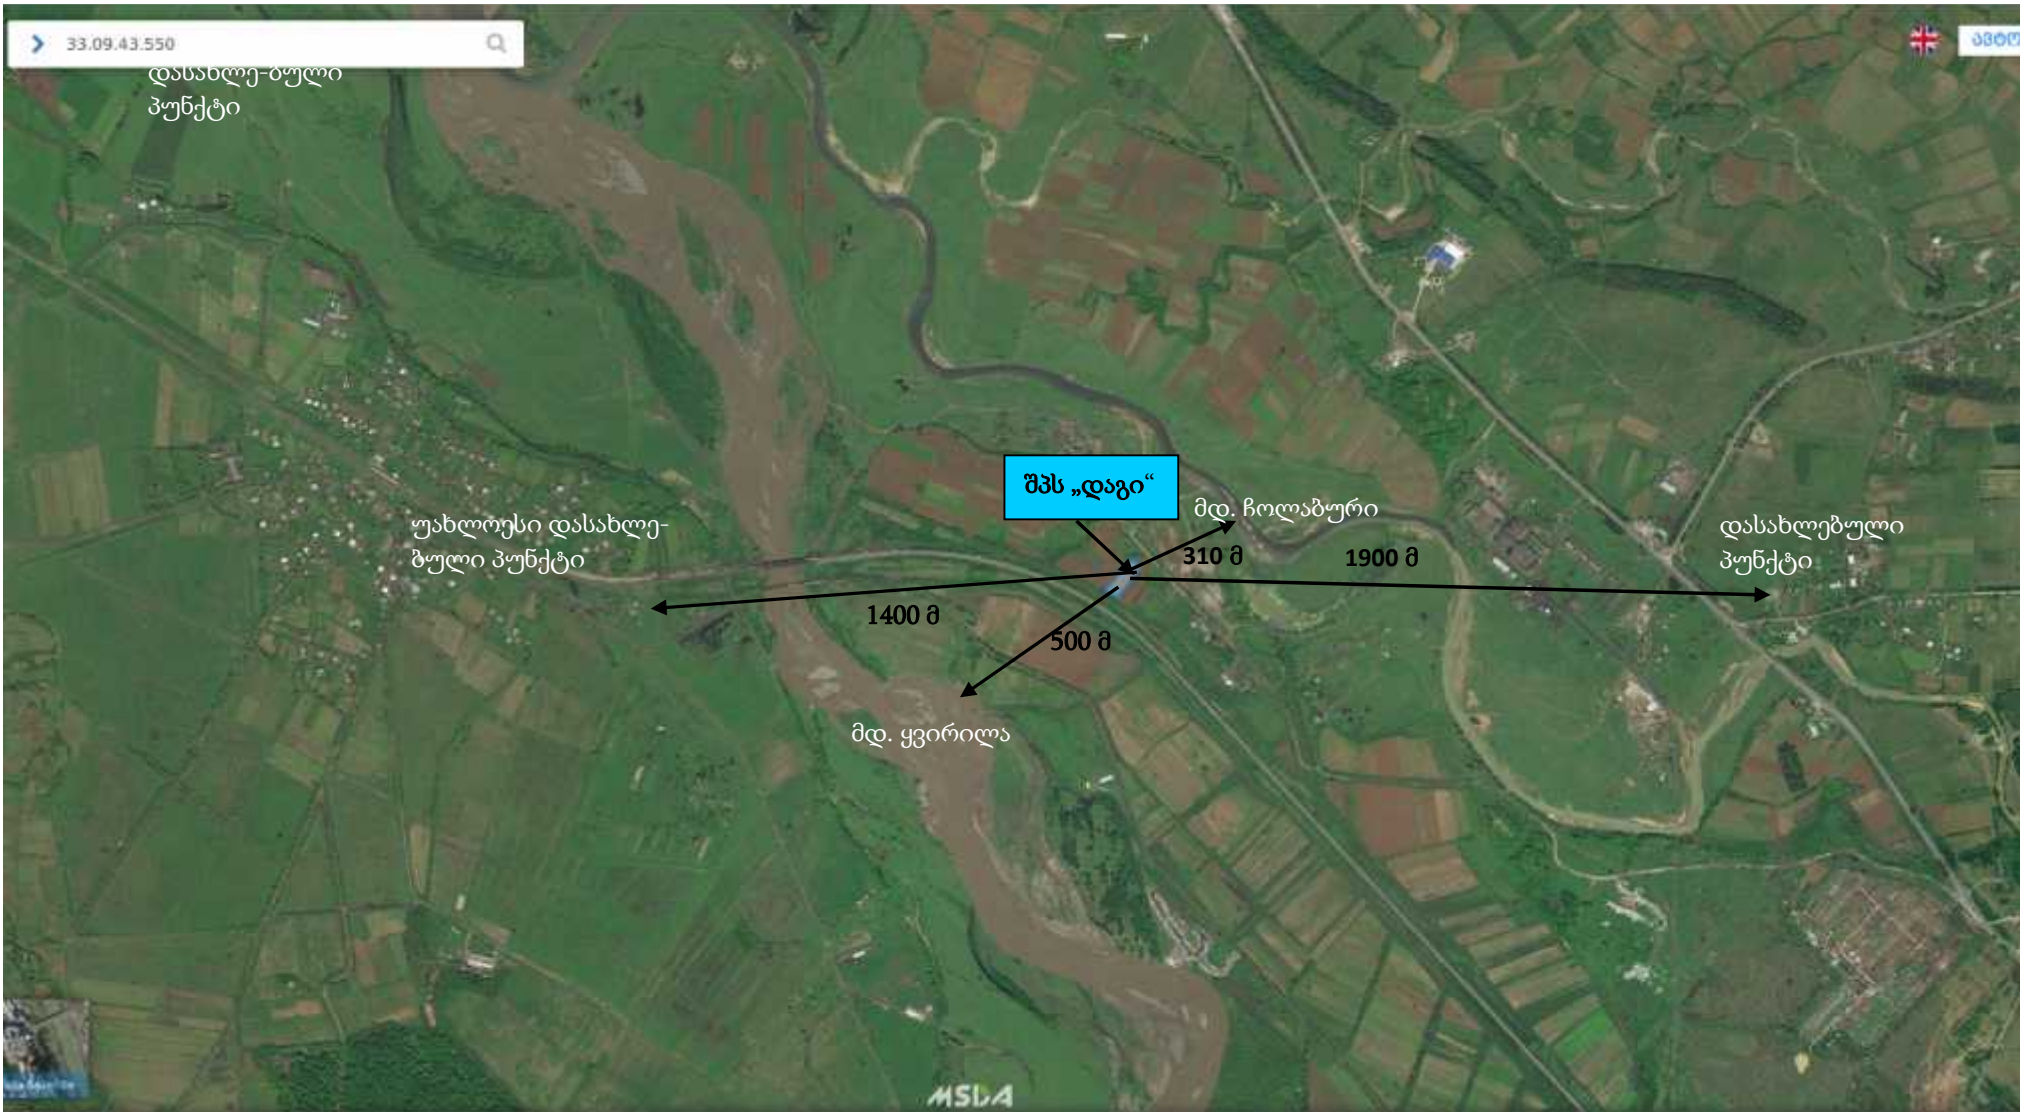 33.09.43.550
დასახლე-ბული
პუნქტი
შპს „დაგი“
მდ. ჩოლაბური
უახლოესი დასახლე-
ბული პუნქტი
დასახლებული
პუნქტი
310 მ
1900 მ
1400 მ
500 მ
მდ. ყვირილა